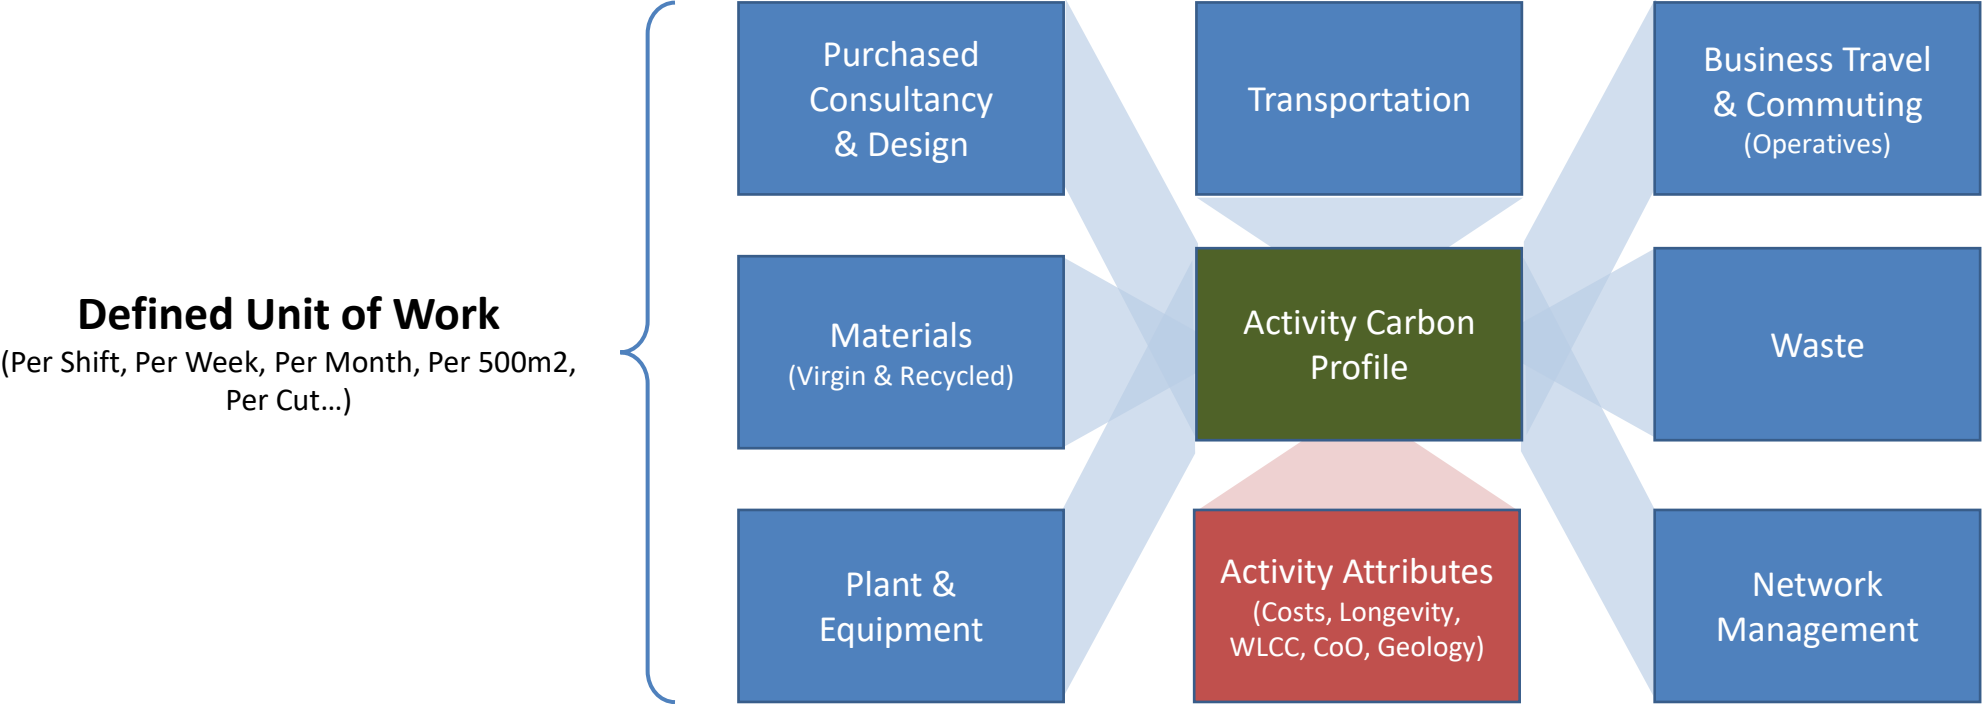 Purchased
Consultancy
& Design
Transportation
Business Travel
& Commuting
(Operatives)
Defined Unit of Work
(Per Shift, Per Week, Per Month, Per 500m2,
Per Cut...)
Materials
(Virgin & Recycled)
Activity Carbon
Profile
Waste
Plant &
Equipment
Activity Attributes
(Costs, Longevity,
WLCC, CoO, Geology)
Network
Management